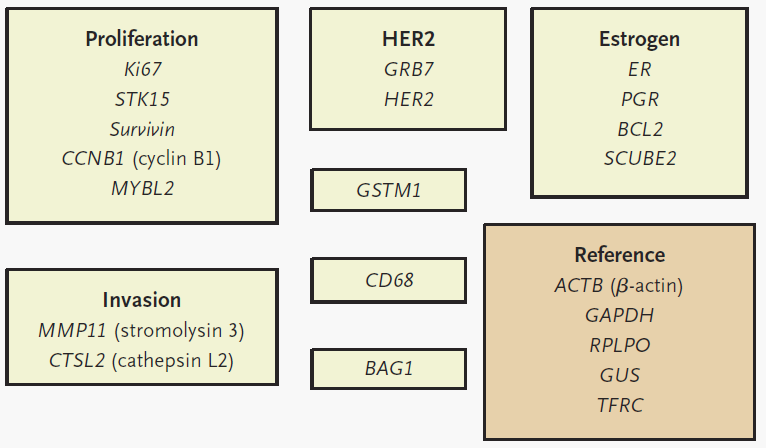 Proliferation
Ki67
STK15
Survivin
CCNB1 (cyclin B1)
MYBL2
HER2
GRB7
HER2
Estrogen
ER
PGR
BCL2
SCUBE2
GSTM1
Invasion
MMP11 (stromolysin 3)
CTSL2 (cathepsin L2)
CD68
BAG1
Reference
ACTB (β-actin)
GAPDH
RPLPO
GUS
TFRC